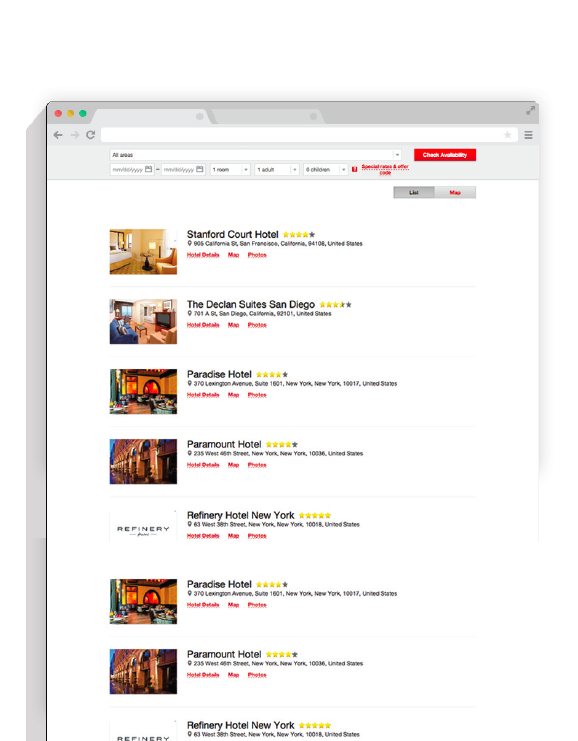 All areas
Check Availability
mm/dd/yyyy – mm/dd/yyyy 1 room 1 adult 0 children Special rates & offer code
List Map
Stanford Court Hotel
905 California St, San Francisco, California, 94108, United States
Hotel Details Map Photos
The Declan Suites San Diego
701 A St, San Diego, California, 92101, United States
Hotel Details Map Photos
Paradise Hotel
370 Lexington Avenue, Suite 1601, New York, New York, 10017, United States
Hotel Details Map Photos
Paramount Hotel
235 West 46th Street, New York, New York, 10036, United States
Hotel Details Map Photos
REFINERY
Hotel
Refinery Hotel New York
63 West 38th Street, New York, New York, 10018, United States
Hotel Details Map Photos
Paradise Hotel
370 Lexington Avenue, Suite 1601, New York, New York, 10017, United States
Hotel Details Map Photos
Paramount Hotel
235 West 46th Street, New York, New York, 10036, United States
Hotel Details Map Photos
REFINERY
Refinery Hotel New York
63 West 38th Street, New York, New York, 10018, United States